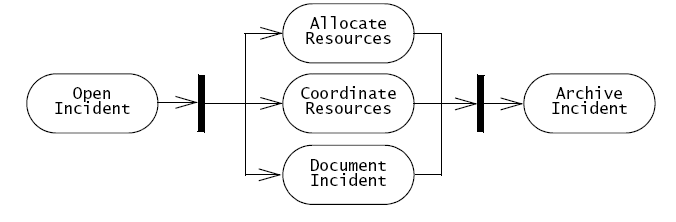 Allocate
Resources
Open
Incident
Coordinate
Resources
Archive
Incident
Document
Incident